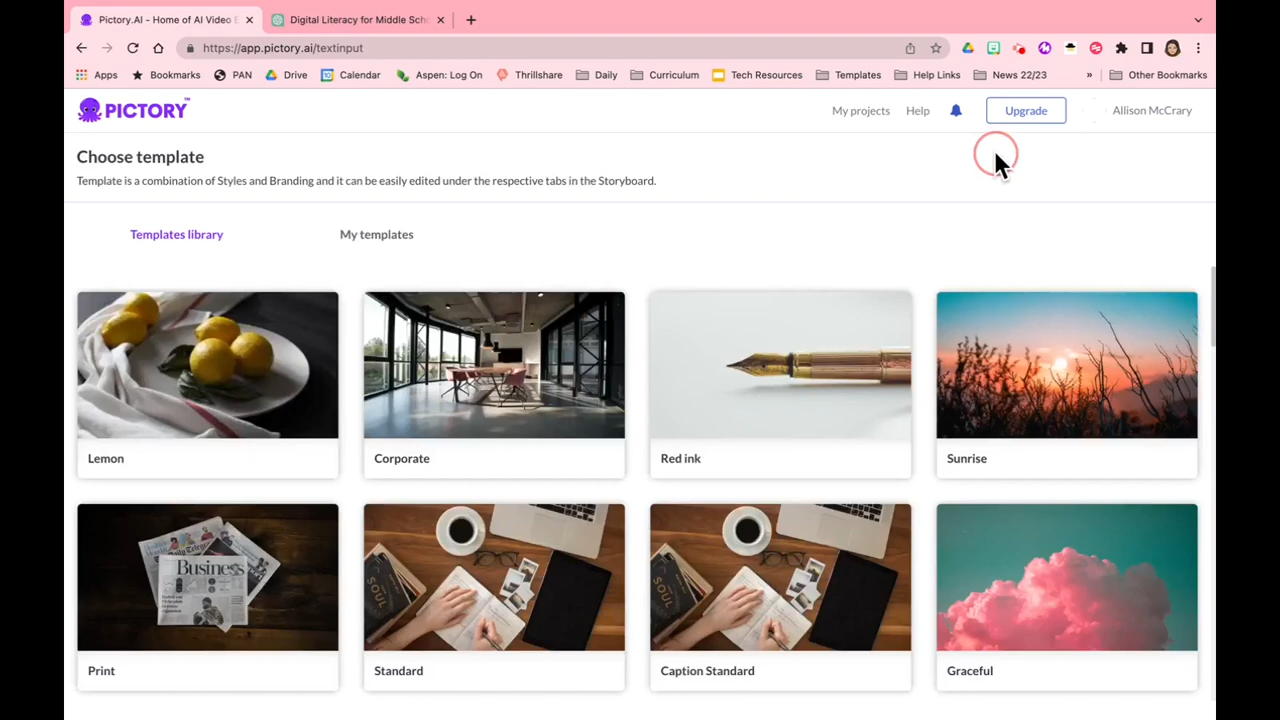 Pictory.AI - Home of AI Video E
Digital Literacy for Middle Scho
https://app.pictory.ai/textinput
Apps
Bookmarks
PAN
Drive
Calendar
Aspen: Log On
Thrillshare
Daily
Curriculum
Tech Resources
Templates
Help Links
News 22/23
»
Other Bookmarks
PICTORY™
My projects
Help
Upgrade
Allison McCrary
Choose template
Template is a combination of Styles and Branding and it can be easily edited under the respective tabs in the Storyboard.
Templates library
My templates
Lemon
Corporate
Red ink
Sunrise
Business
SOUL
SOUL
Print
Standard
Caption Standard
Graceful